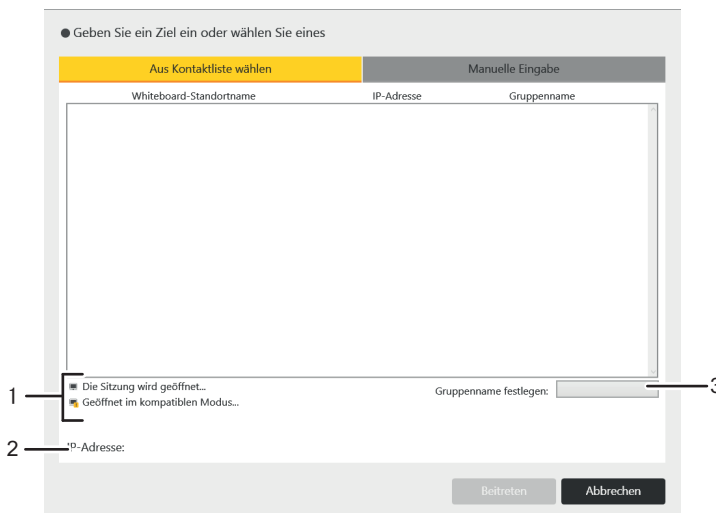 ● Geben Sie ein Ziel ein oder wählen Sie eines
Aus Kontaktliste wählen Manuelle Eingabe
Whiteboard-Standortname IP-Adresse Gruppenname
1 Die Sitzung wird geöffnet... Gruppenname festlegen: 3
Geöffnet im kompatiblen Modus...
2 IP-Adresse:
Beitreten Abbrechen